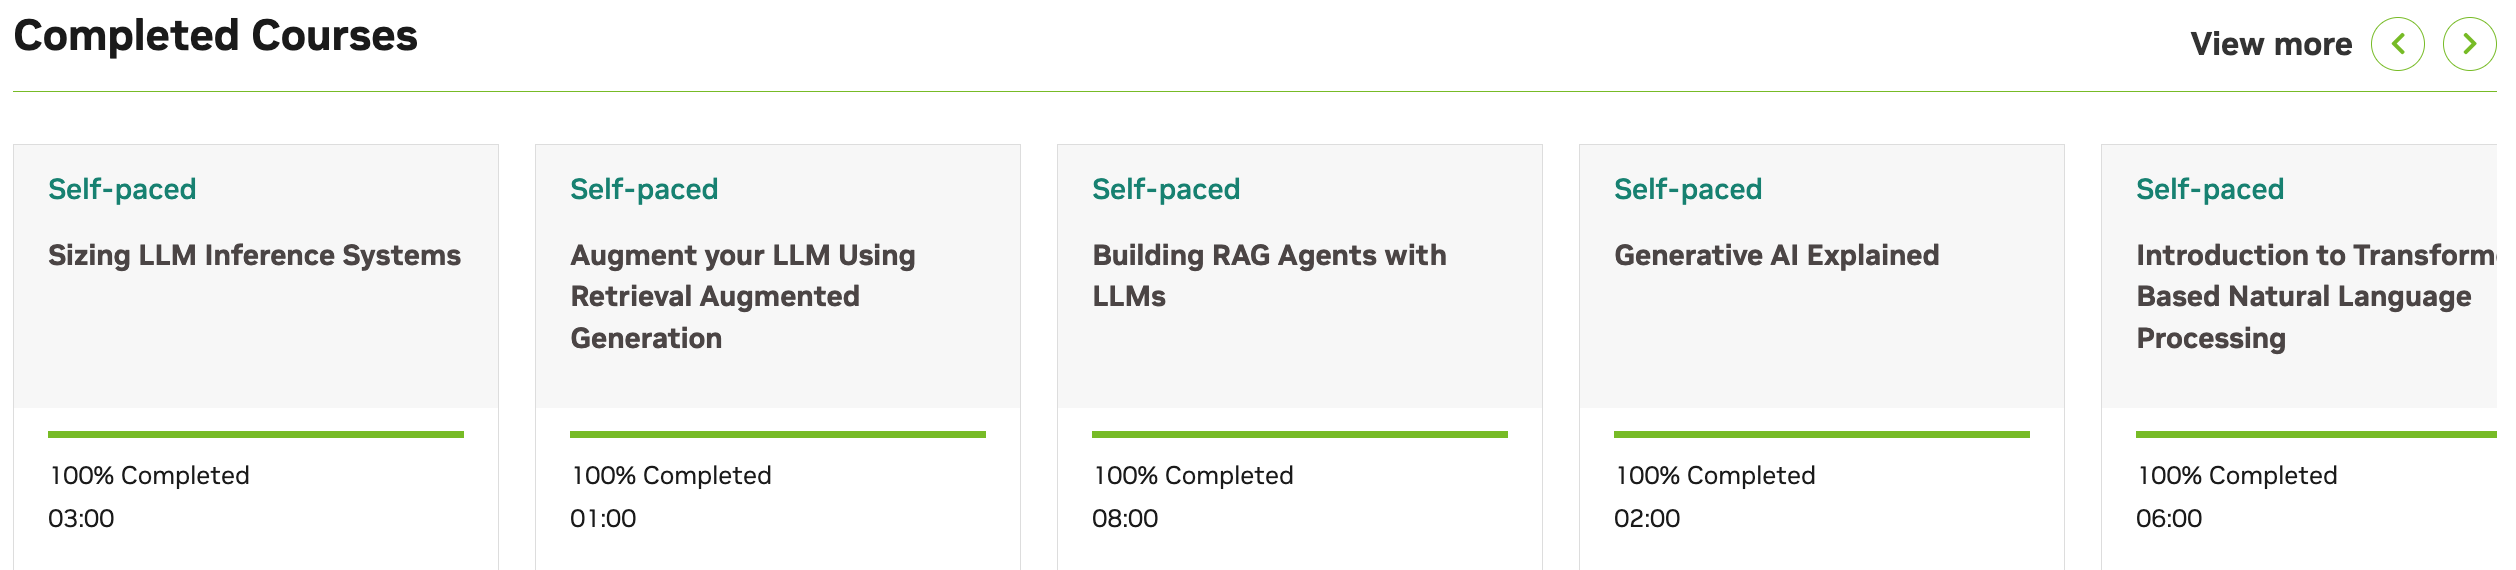 Completed Courses
View more
Self-paced
Sizing LLM Inference Systems
100% Completed
03:00
Self-paced
Augment your LLM Using
Retrieval Augmented
Generation
100% Completed
01:00
Self-paced
Building RAG Agents with
LLMs
100% Completed
08:00
Self-paced
Generative AI Explained
100% Completed
02:00
Self-paced
Introduction to Transform
Based Natural Language
Processing
100% Completed
06:00